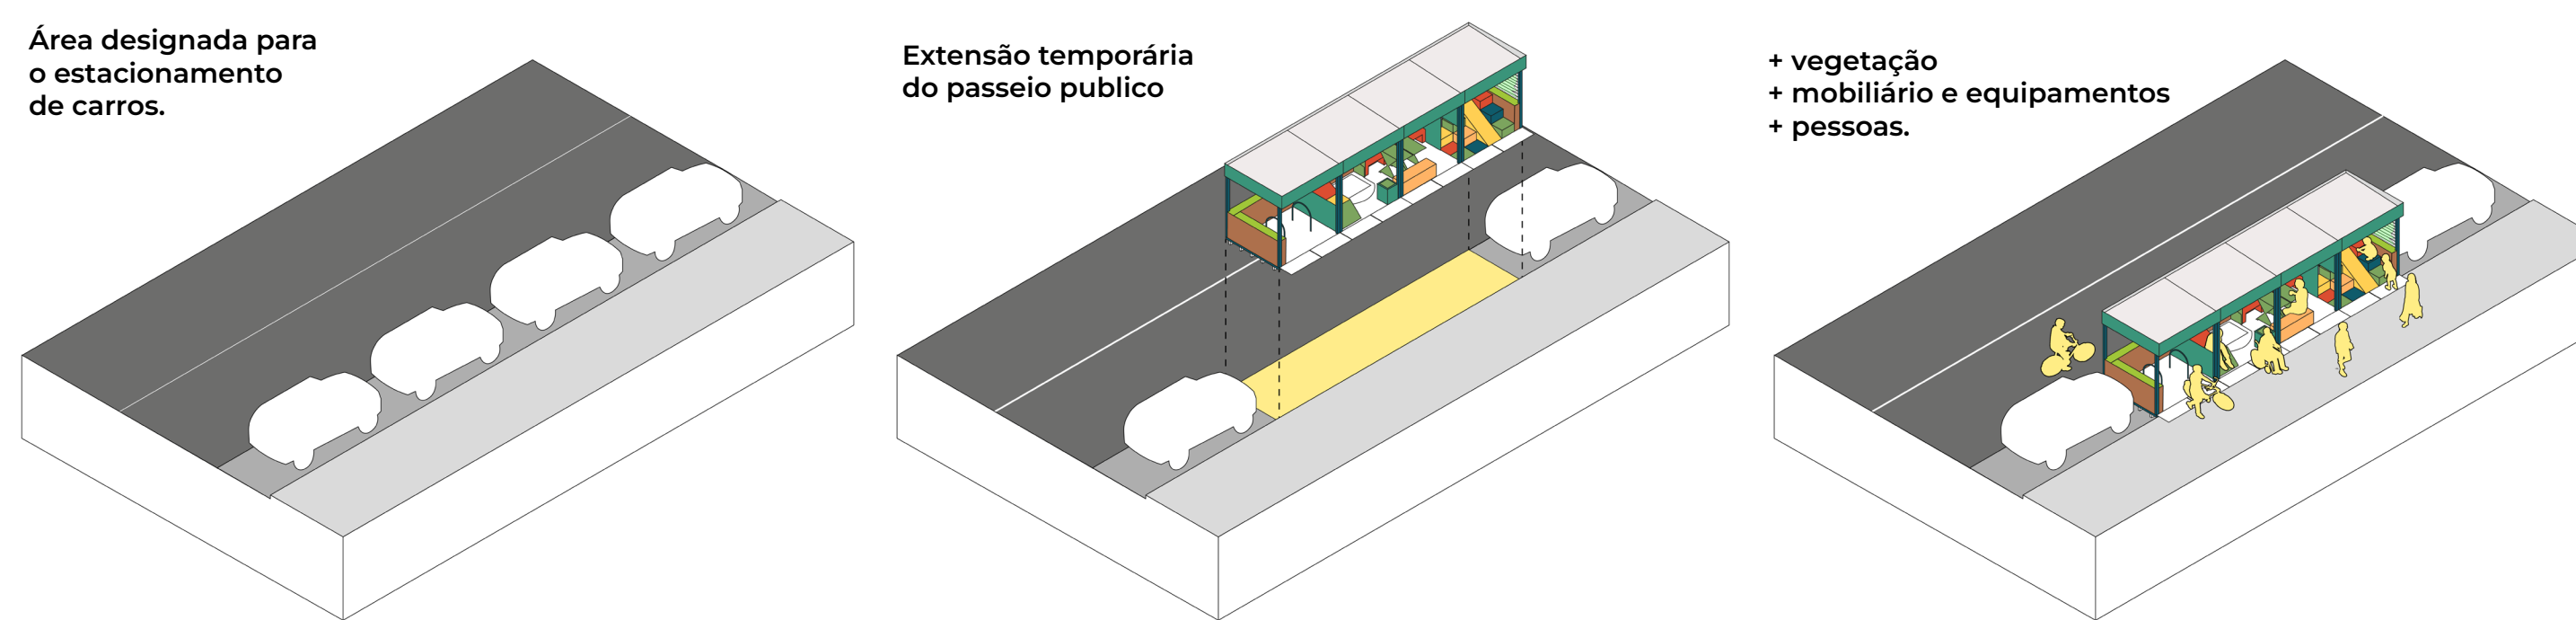 Área designada para
o estacionamento
de carros.
Extensão temporária
do passeio publico
+ vegetação
+ mobiliário e equipamentos
+ pessoas.